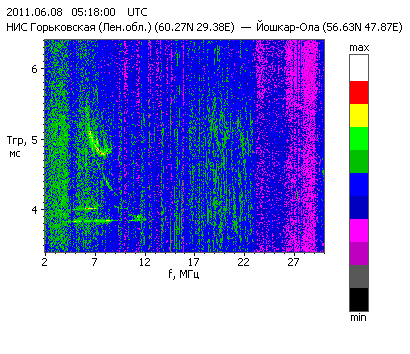 2011.06.08 05:18:00 UTC
НИС Горьковская (Лен.обл.) (60.27N 29.38E) — Йошкар-Ола (56.63N 47.87E)
max
6
Tгр,
мс
5
4
2 7 12 17 22 27
f, МГц
min